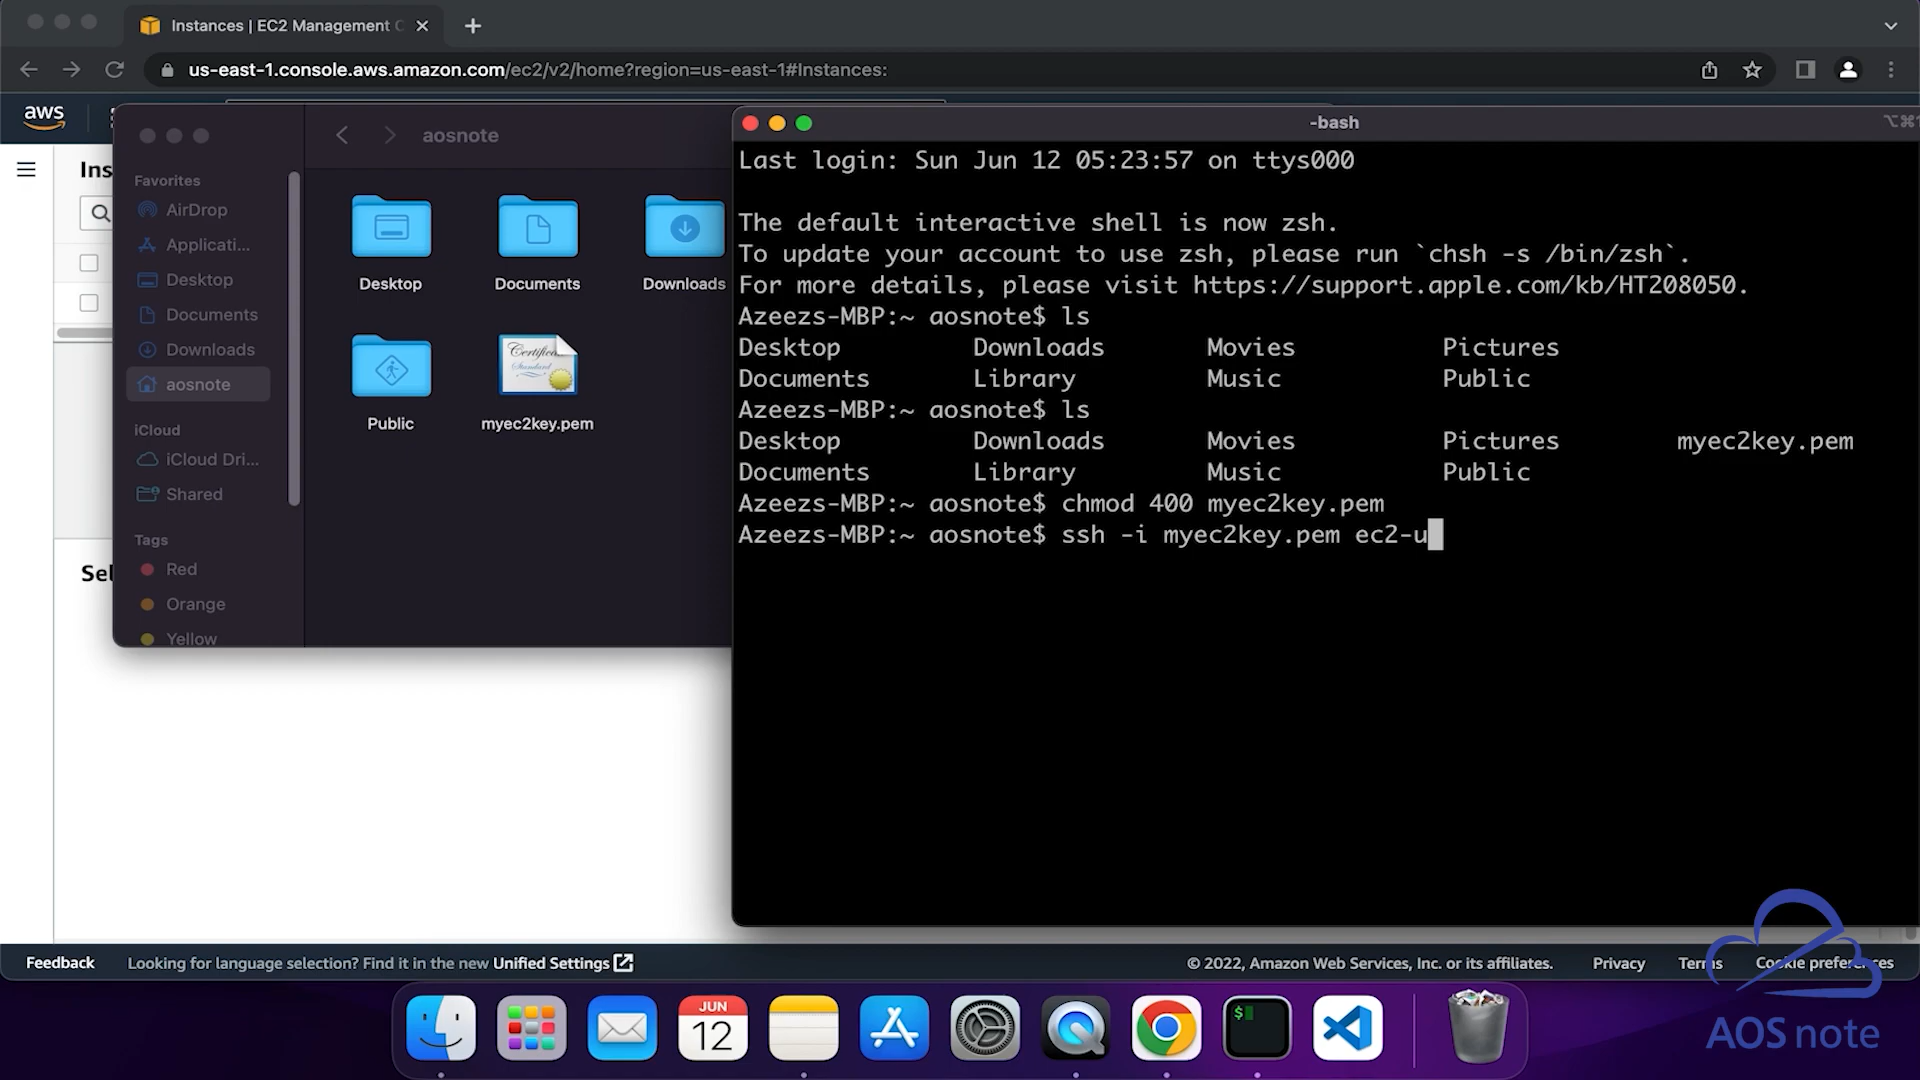 Instances | EC2 Management C
us-east-1.console.aws.amazon.com/ec2/v2/home?region=us-east-1#Instances:
aws
Ins
Sel
aosnote
Favorites
AirDrop
Applicati...
Desktop
Documents
Downloads
aosnote
iCloud
iCloud Dri...
Shared
Tags
Red
Orange
Yellow
Desktop
Documents
Downloads
Public
Certificate
Standard
myec2key.pem
-bash
⌥⌘1
Last login: Sun Jun 12 05:23:57 on ttys000
The default interactive shell is now zsh.
To update your account to use zsh, please run `chsh -s /bin/zsh`.
For more details, please visit https://support.apple.com/kb/HT208050.
Azeezs-MBP:~ aosnote$ ls
Desktop Downloads Movies Pictures
Documents Library Music Public
Azeezs-MBP:~ aosnote$ ls
Desktop Downloads Movies Pictures myec2key.pem
Documents Library Music Public
Azeezs-MBP:~ aosnote$ chmod 400 myec2key.pem
Azeezs-MBP:~ aosnote$ ssh -i myec2key.pem ec2-u
Feedback Looking for language selection? Find it in the new Unified Settings
© 2022, Amazon Web Services, Inc. or its affiliates. Privacy Terms Cookie preferences
JUN
12
$
AOS note